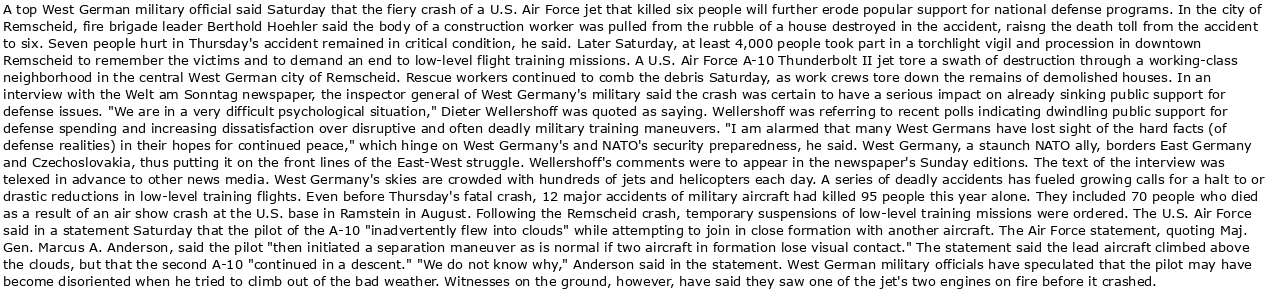 A top West German military official said Saturday that the fiery crash of a U.S. Air Force jet that killed six people will further erode popular support for national defense programs. In the city of
Remscheid, fire brigade leader Berthold Hoehler said the body of a construction worker was pulled from the rubble of a house destroyed in the accident, raisng the death toll from the accident
to six. Seven people hurt in Thursday's accident remained in critical condition, he said. Later Saturday, at least 4,000 people took part in a torchlight vigil and procession in downtown
Remscheid to remember the victims and to demand an end to low-level flight training missions. A U.S. Air Force A-10 Thunderbolt II jet tore a swath of destruction through a working-class
neighborhood in the central West German city of Remscheid. Rescue workers continued to comb the debris Saturday, as work crews tore down the remains of demolished houses. In an
interview with the Welt am Sonntag newspaper, the inspector general of West Germany's military said the crash was certain to have a serious impact on already sinking public support for
defense issues. "We are in a very difficult psychological situation," Dieter Wellershoff was quoted as saying. Wellershoff was referring to recent polls indicating dwindling public support for
defense spending and increasing dissatisfaction over disruptive and often deadly military training maneuvers. "I am alarmed that many West Germans have lost sight of the hard facts (of
defense realities) in their hopes for continued peace," which hinge on West Germany's and NATO's security preparedness, he said. West Germany, a staunch NATO ally, borders East Germany
and Czechoslovakia, thus putting it on the front lines of the East-West struggle. Wellershoff's comments were to appear in the newspaper's Sunday editions. The text of the interview was
telexed in advance to other news media. West Germany's skies are crowded with hundreds of jets and helicopters each day. A series of deadly accidents has fueled growing calls for a halt to or
drastic reductions in low-level training flights. Even before Thursday's fatal crash, 12 major accidents of military aircraft had killed 95 people this year alone. They included 70 people who died
as a result of an air show crash at the U.S. base in Ramstein in August. Following the Remscheid crash, temporary suspensions of low-level training missions were ordered. The U.S. Air Force
said in a statement Saturday that the pilot of the A-10 "inadvertently flew into clouds" while attempting to join in close formation with another aircraft. The Air Force statement, quoting Maj.
Gen. Marcus A. Anderson, said the pilot "then initiated a separation maneuver as is normal if two aircraft in formation lose visual contact." The statement said the lead aircraft climbed above
the clouds, but that the second A-10 "continued in a descent." "We do not know why," Anderson said in the statement. West German military officials have speculated that the pilot may have
become disoriented when he tried to climb out of the bad weather. Witnesses on the ground, however, have said they saw one of the jet's two engines on fire before it crashed.